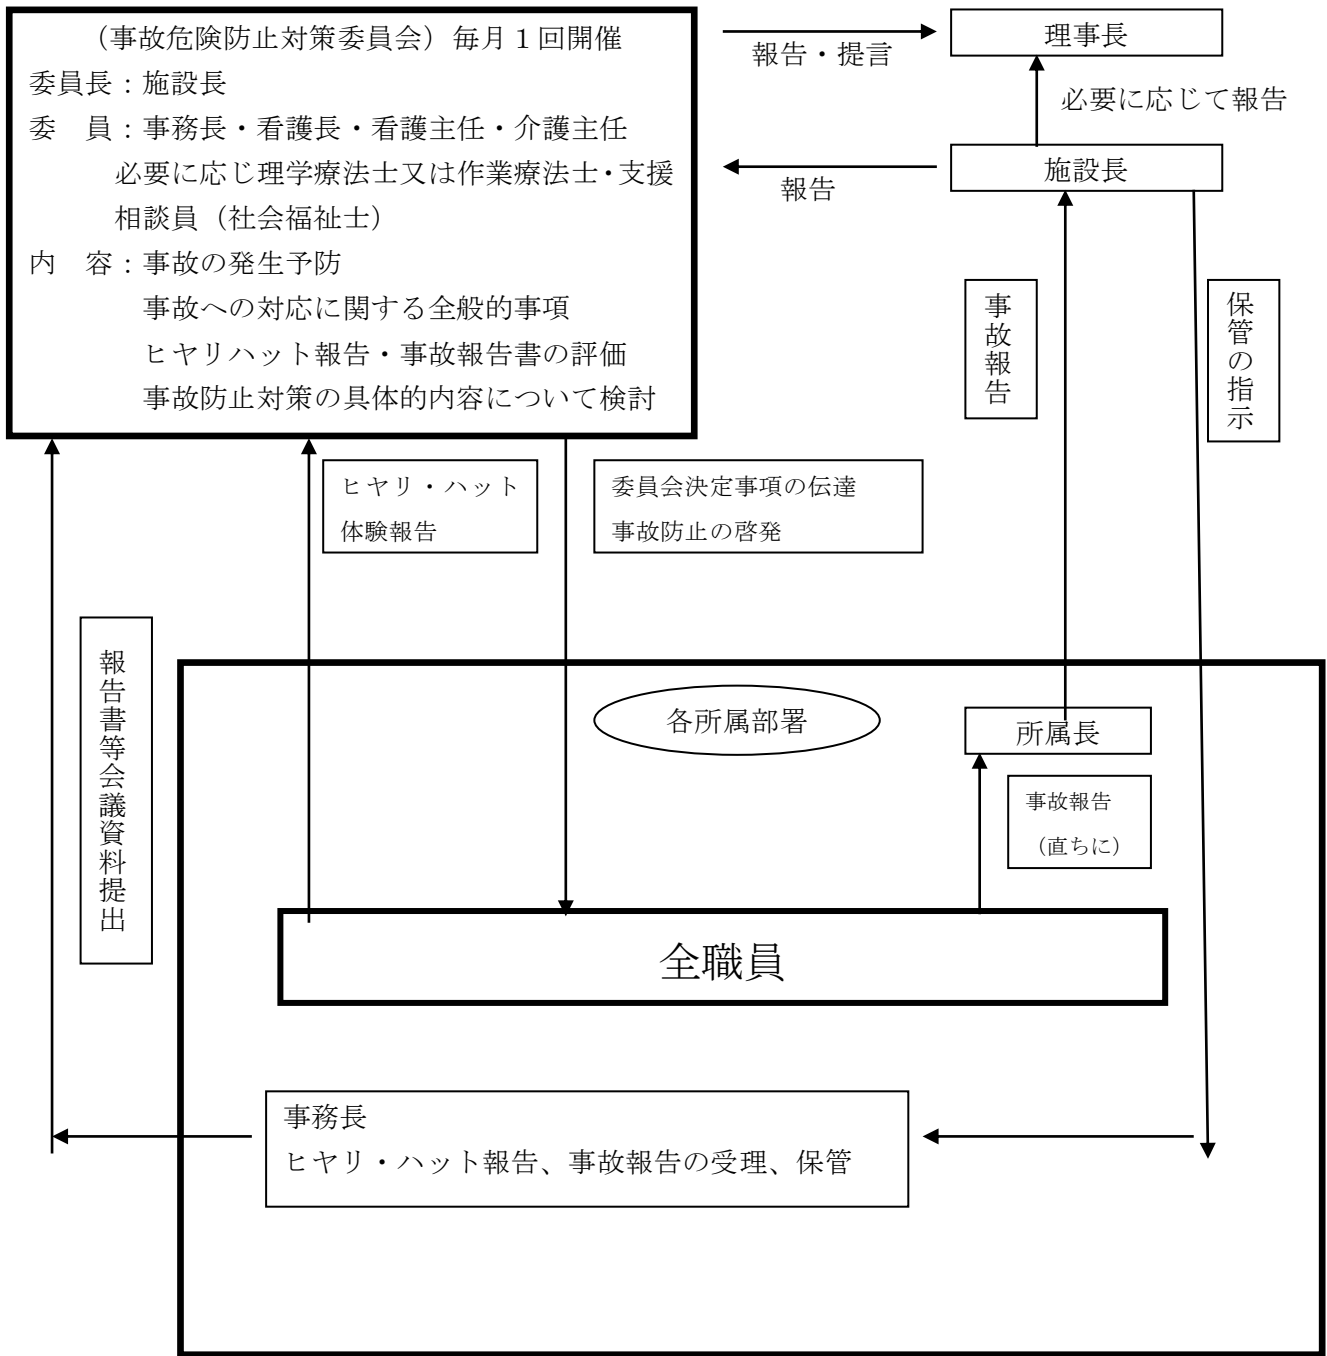 （事故危険防止対策委員会）毎月１回開催
委員長：施設長
委　員：事務長・看護長・看護主任・介護主任
必要に応じ理学療法士又は作業療法士・支援
相談員（社会福祉士）
内　容：事故の発生予防
事故への対応に関する全般的事項
ヒヤリハット報告・事故報告書の評価
事故防止対策の具体的内容について検討
報告・提言
理事長
必要に応じて報告
報告
施設長
事故報告
保管の指示
ヒヤリ・ハット
体験報告
委員会決定事項の伝達
事故防止の啓発
報告書等会議資料提出
各所属部署
所属長
事故報告
（直ちに）
全職員
事務長
ヒヤリ・ハット報告、事故報告の受理、保管